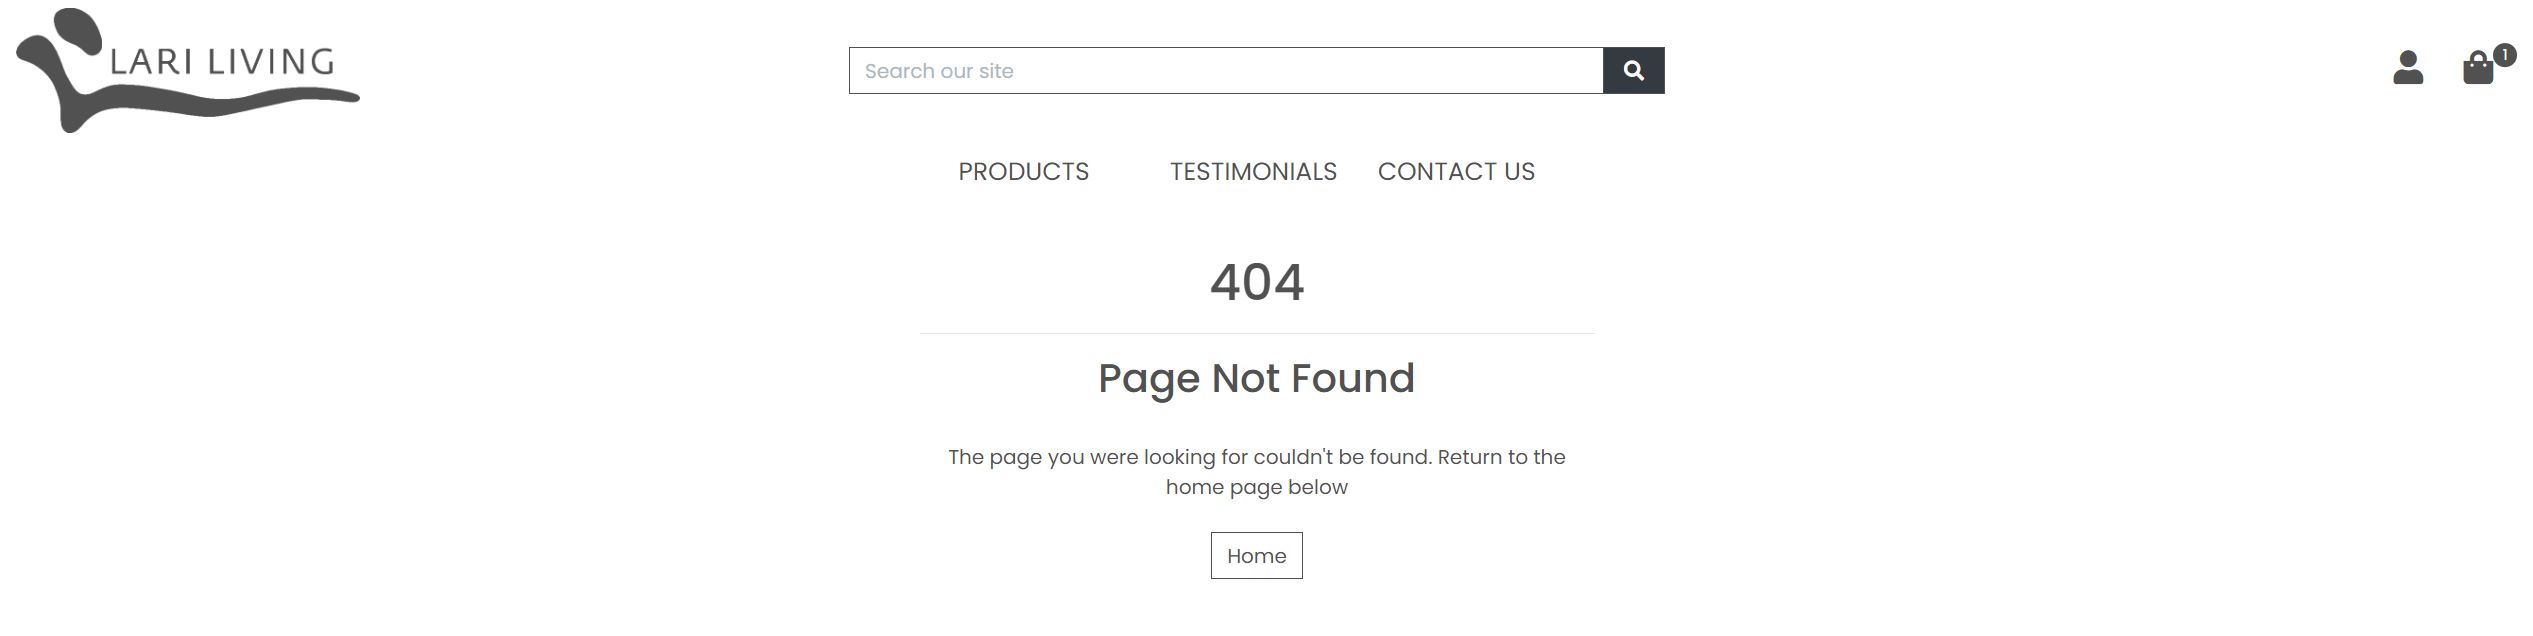 LARI LIVING
Search our site
1
PRODUCTS TESTIMONIALS CONTACT US
404
Page Not Found
The page you were looking for couldn't be found. Return to the
home page below
Home